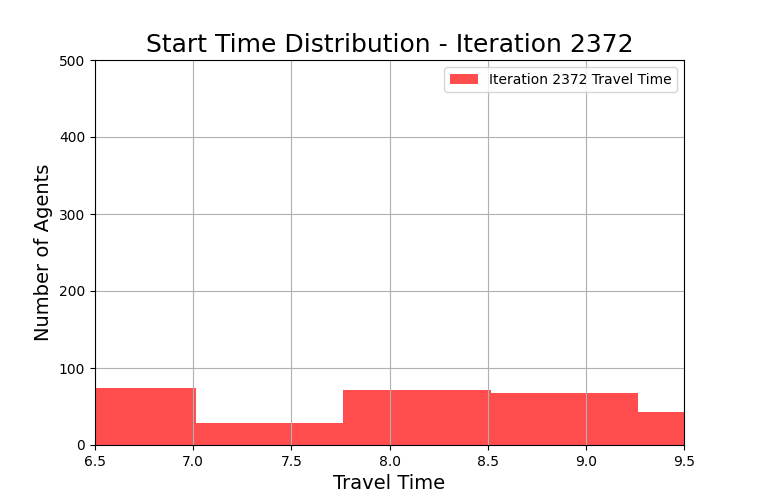 Start Time Distribution - Iteration 2372
Iteration 2372 Travel Time
Number of Agents
500
400
300
200
100
0
6.5 7.0 7.5 8.0 8.5 9.0 9.5
Travel Time